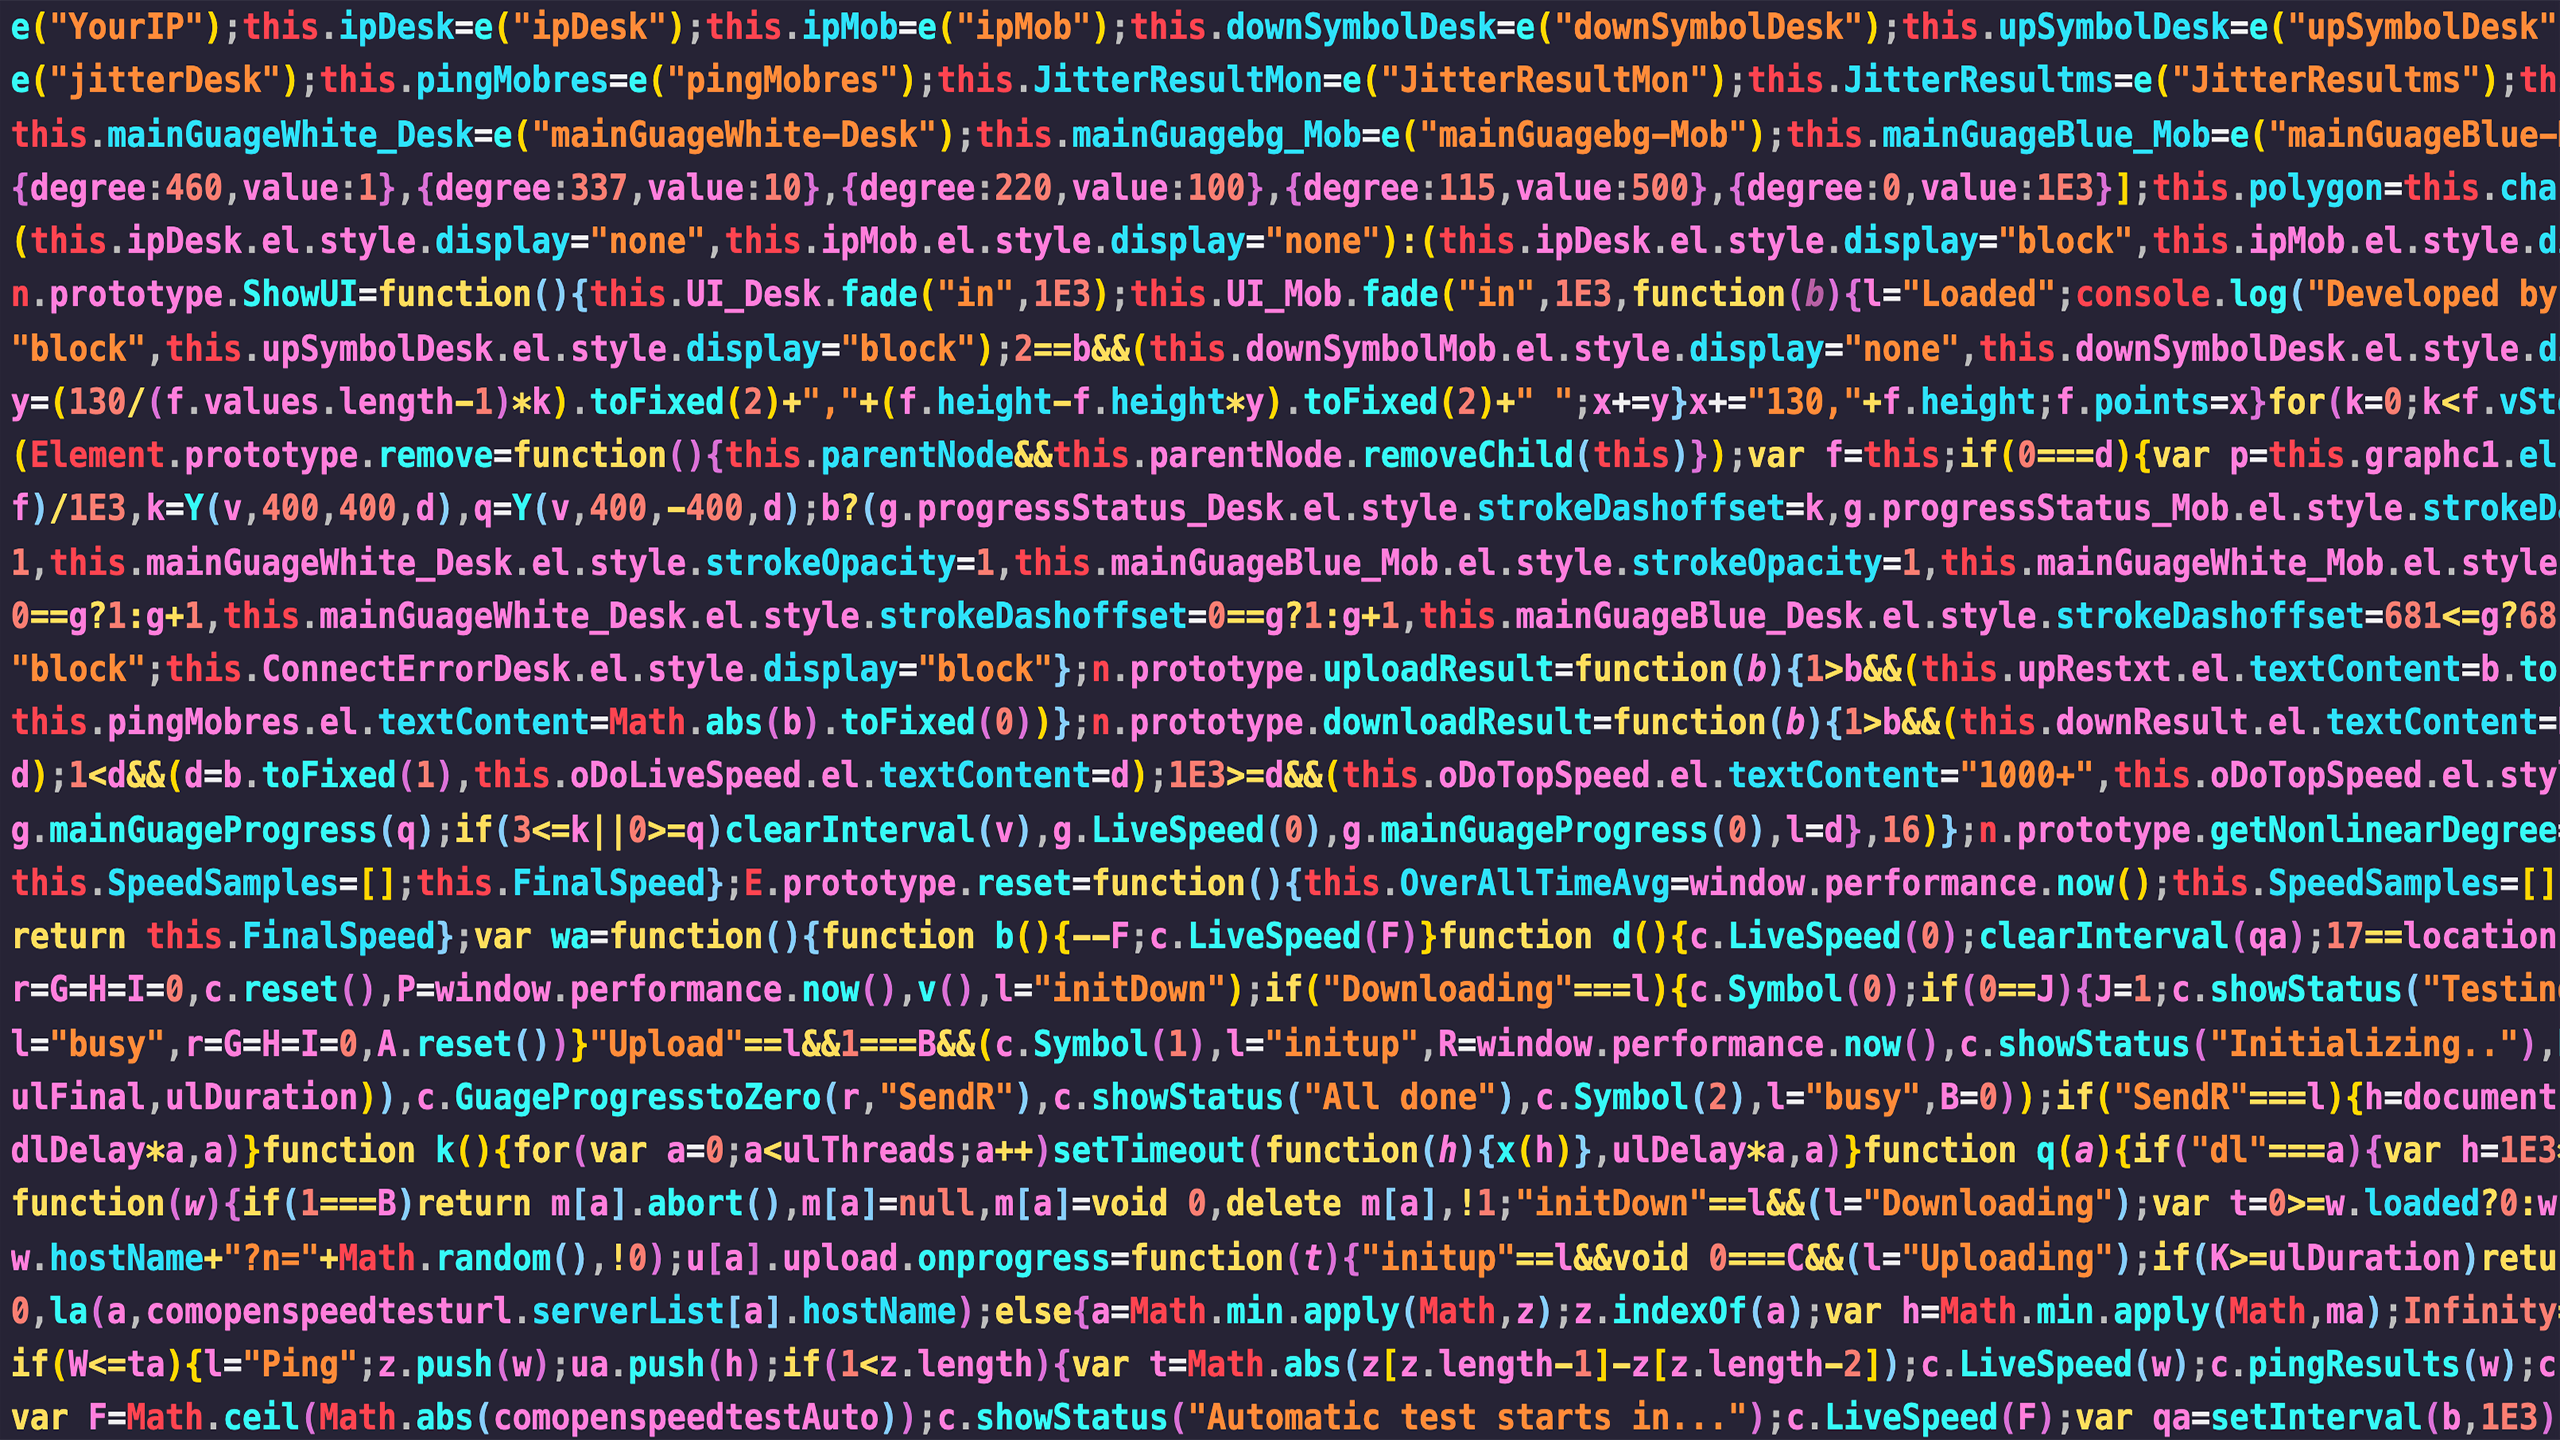 e("YourIP");this.ipDesk=e("ipDesk");this.ipMob=e("ipMob");this.downSymbolDesk=e("downSymbolDesk");this.upSymbolDesk=e("upSymbolDesk"
e("jitterDesk");this.pingMobres=e("pingMobres");this.JitterResultMon=e("JitterResultMon");this.JitterResultms=e("JitterResultms");th
this.mainGuageWhite_Desk=e("mainGuageWhite-Desk");this.mainGuagebg_Mob=e("mainGuagebg-Mob");this.mainGuageBlue_Mob=e("mainGuageBlue-
{degree:460,value:1},{degree:337,value:10},{degree:220,value:100},{degree:115,value:500},{degree:0,value:1E3}];this.polygon=this.cha
(this.ipDesk.el.style.display="none",this.ipMob.el.style.display="none"):(this.ipDesk.el.style.display="block",this.ipMob.el.style.d
n.prototype.ShowUI=function(){this.UI_Desk.fade("in",1E3);this.UI_Mob.fade("in",1E3,function(b){l="Loaded";console.log("Developed by
"block",this.upSymbolDesk.el.style.display="block");2==b&&(this.downSymbolMob.el.style.display="none",this.downSymbolDesk.el.style.d
y=(130/(f.values.length-1)*k).toFixed(2)+","+(f.height-f.height*y).toFixed(2)+" ";x+=y}x+="130,"+f.height;f.points=x}for(k=0;k<f.vSt
(Element.prototype.remove=function(){this.parentNode&&this.parentNode.removeChild(this)});var f=this;if(0===d){var p=this.graphc1.el
f)/1E3,k=Y(v,400,400,d),q=Y(v,400,-400,d);b?(g.progressStatus_Desk.el.style.strokeDashoffset=k,g.progressStatus_Mob.el.style.strokeD
1,this.mainGuageWhite_Desk.el.style.strokeOpacity=1,this.mainGuageBlue_Mob.el.style.strokeOpacity=1,this.mainGuageWhite_Mob.el.style
0==g?1:g+1,this.mainGuageWhite_Desk.el.style.strokeDashoffset=0==g?1:g+1,this.mainGuageBlue_Desk.el.style.strokeDashoffset=681<=g?68
"block";this.ConnectErrorDesk.el.style.display="block"};n.prototype.uploadResult=function(b){1>b&&(this.upRestxt.el.textContent=b.to
this.pingMobres.el.textContent=Math.abs(b).toFixed(0))};n.prototype.downloadResult=function(b){1>b&&(this.downResult.el.textContent=
d);1<d&&(d=b.toFixed(1),this.oDoLiveSpeed.el.textContent=d);1E3>=d&&(this.oDoTopSpeed.el.textContent="1000+",this.oDoTopSpeed.el.sty
g.mainGuageProgress(q);if(3<=k||0>=q)clearInterval(v),g.LiveSpeed(0),g.mainGuageProgress(0),l=d},16)};n.prototype.getNonlinearDegree=
this.SpeedSamples=[];this.FinalSpeed};E.prototype.reset=function(){this.OverAllTimeAvg=window.performance.now();this.SpeedSamples=[]
return this.FinalSpeed};var wa=function(){function b(){--F;c.LiveSpeed(F)}function d(){c.LiveSpeed(0);clearInterval(qa);17==location
r=G=H=I=0,c.reset(),P=window.performance.now(),v(),l="initDown");if("Downloading"===l){c.Symbol(0);if(0==J){J=1;c.showStatus("Testin
l="busy",r=G=H=I=0,A.reset())}"Upload"==l&&1===B&&(c.Symbol(1),l="initup",R=window.performance.now(),c.showStatus("Initializing.."),
ulFinal,ulDuration)),c.GuageProgresstoZero(r,"SendR"),c.showStatus("All done"),c.Symbol(2),l="busy",B=0));if("SendR"===l){h=document
dlDelay*a,a)}function k(){for(var a=0;a<ulThreads;a++)setTimeout(function(h){x(h)},ulDelay*a,a)}function q(a){if("dl"===a){var h=1E3
function(w){if(1===B)return m[a].abort(),m[a]=null,m[a]=void 0,delete m[a],!1;"initDown"==l&&(l="Downloading");var t=0>=w.loaded?0:w
w.hostName+"?n="+Math.random(),!0);u[a].upload.onprogress=function(t){"initup"==l&&void 0===C&&(l="Uploading");if(K>=ulDuration)retu
0,la(a,comopenspeedtesturl.serverList[a].hostName);else{a=Math.min.apply(Math,z);z.indexOf(a);var h=Math.min.apply(Math,ma);Infinity=
if(W<=ta){l="Ping";z.push(w);ua.push(h);if(1<z.length){var t=Math.abs(z[z.length-1]-z[z.length-2]);c.LiveSpeed(w);c.pingResults(w);c
var F=Math.ceil(Math.abs(comopenspeedtestAuto));c.showStatus("Automatic test starts in...");c.LiveSpeed(F);var qa=setInterval(b,1E3)